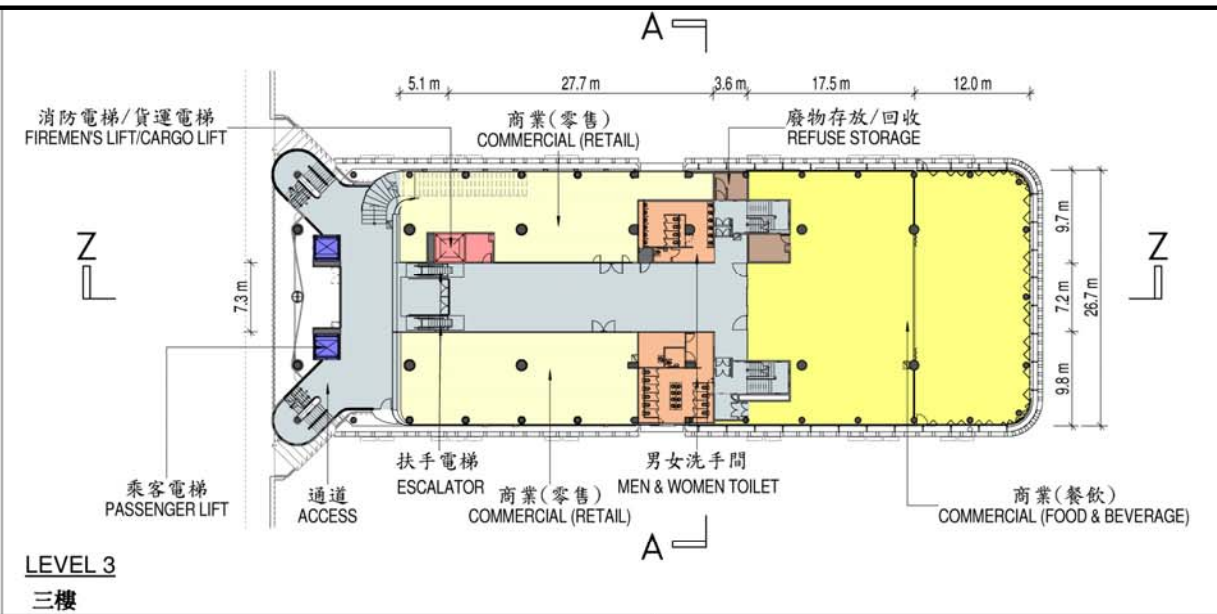 A
5.1 m
27.7 m
3.6 m
17.5 m
12.0 m
消防電梯/貨運電梯
FIREMEN'S LIFT/CARGO LIFT
商業(零售)
COMMERCIAL (RETAIL)
廢物存放/回收
REFUSE STORAGE
Z
Z
9.7 m
7.3 m
7.2 m
26.7 m
9.8 m
乘客電梯
PASSENGER LIFT
通道
ACCESS
扶手電梯
ESCALATOR
商業(零售)
COMMERCIAL (RETAIL)
男女洗手間
MEN & WOMEN TOILET
商業(餐飲)
COMMERCIAL (FOOD & BEVERAGE)
A
LEVEL 3
三樓